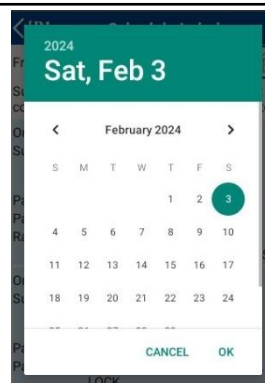 2024
Sat, Feb 3
February 2024
S M T W T F S
1 2 3
4 5 6 7 8 9 10
11 12 13 14 15 16 17
18 19 20 21 22 23 24
CANCEL OK
LOCK